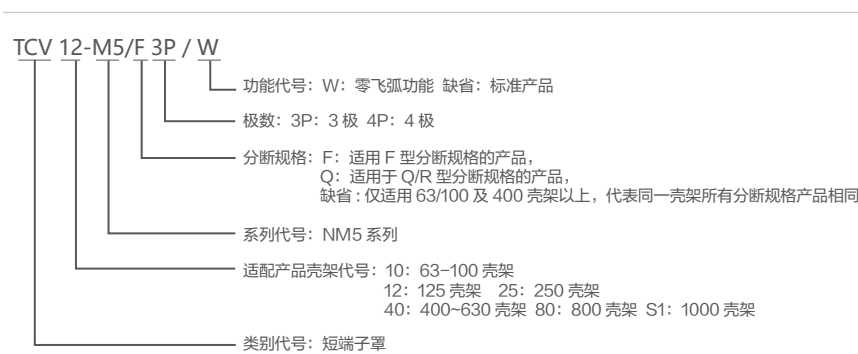 TCV 12-M5/F 3P / W
功能代号：W：零飞弧功能 缺省：标准产品
极数：3P：3 极 4P：4 极
分断规格：F：适用 F 型分断规格的产品，
Q：适用于 Q/R 型分断规格的产品，
缺省 : 仅适用 63/100 及 400 壳架以上，代表同一壳架所有分断规格产品相同
系列代号：NM5 系列
适配产品壳架代号：10：63-100 壳架
12：125 壳架 25：250 壳架
40：400~630 壳架 80：800 壳架 S1：1000 壳架
类别代号：短端子罩